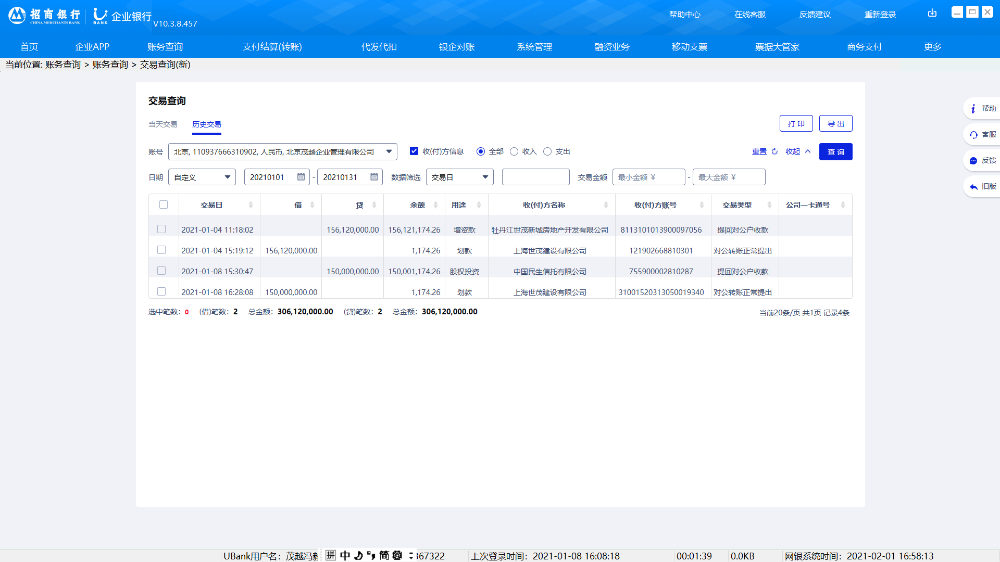 招商银行 CHINA MERCHANTS BANK U BANK 企业银行 V10.3.8.457 帮助中心 在线客服 反馈建议 重新登录
首页 企业APP 账务查询 支付结算(转账) 代发代扣 银企对账 系统管理 融资业务 移动支票 票据大管家 商务支付 更多
当前位置: 账务查询 > 账务查询 > 交易查询(新)
交易查询
当天交易 历史交易 打 印 导 出
账号 北京, 110937666310902, 人民币, 北京茂越企业管理有限公司 收(付)方信息 全部 收入 支出 重置 收起 查 询
日期 自定义 20210101 - 20210131 数据筛选 交易日 交易金额 最小金额 ¥ - 最大金额 ¥
交易日 借 贷 余额 用途 收(付)方名称 收(付)方账号 交易类型 公司一卡通号
2021-01-04 11:18:02 156,120,000.00 156,121,174.26 增资款 牡丹江世茂新城房地产开发有限公司 8113101013900097056 提回对公户收款
2021-01-04 15:19:12 156,120,000.00 1,174.26 划款 上海世茂建设有限公司 121902668810301 对公转账正常提出
2021-01-08 15:30:47 150,000,000.00 150,001,174.26 股权投资 中国民生信托有限公司 755900002810287 提回对公户收款
2021-01-08 16:28:08 150,000,000.00 1,174.26 划款 上海世茂建设有限公司 31001520313050019340 对公转账正常提出
选中笔数: 0 (借)笔数: 2 总金额: 306,120,000.00 (贷)笔数: 2 总金额: 306,120,000.00 当前20条/页 共1页 记录4条
帮助
客服
反馈
旧版
UBank用户名: 茂越冯 拼 中 简 367322 上次登录时间: 2021-01-08 16:08:18 00:01:39 0.0KB 网银系统时间: 2021-02-01 16:58:13